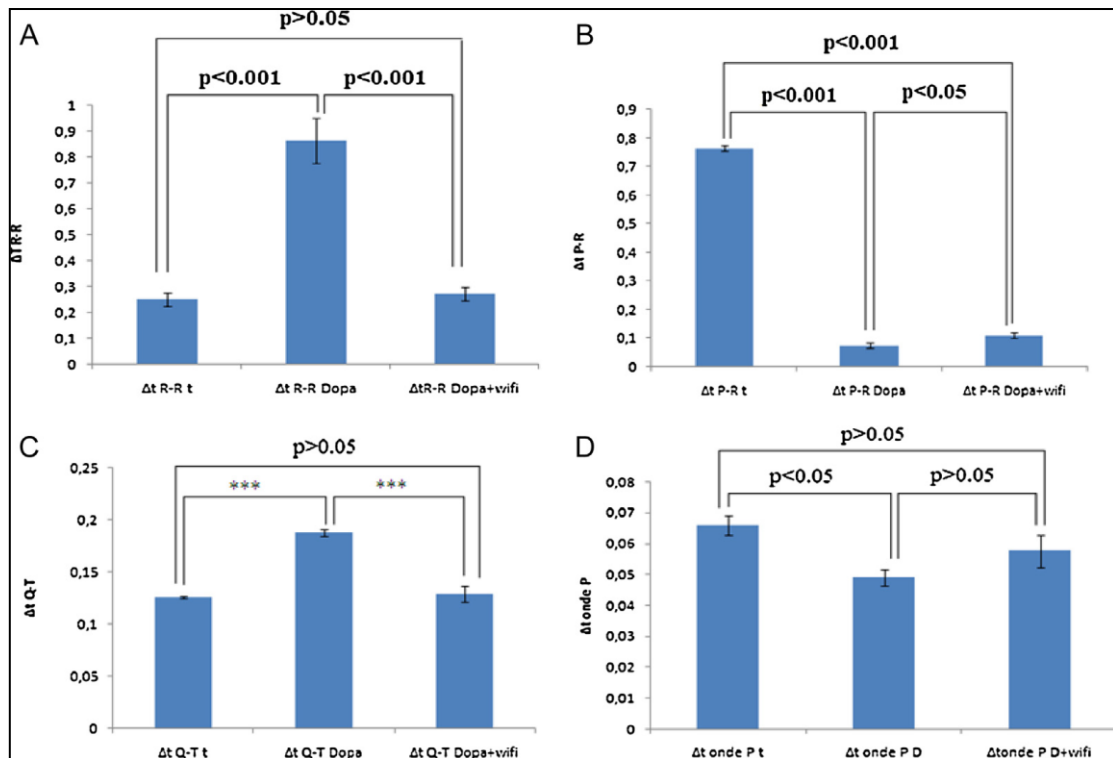 A
p>0.05
p<0.001 p<0.001
1
0,9
0,8
0,7
0,6
0,5
0,4
0,3
0,2
0,1
0
ΔTR-R
Δt R-R t Δt R-R Dopa ΔtR-R Dopa+wifi
B
p<0.001
p<0.001 p<0.05
0,9
0,8
0,7
0,6
0,5
0,4
0,3
0,2
0,1
0
Δt P-R
Δt P-R t Δt P-R Dopa Δt P-R Dopa+wifi
C
p>0.05
*** ***
0,25
0,2
0,15
0,1
0,05
0
Δt Q-T
Δt Q-T t Δt Q-T Dopa Δt Q-T Dopa+wifi
D
p>0.05
p<0.05 p>0.05
0,08
0,07
0,06
0,05
0,04
0,03
0,02
0,01
0
Δt onde P
Δt onde P t Δt onde P D Δtonde P D+wifi